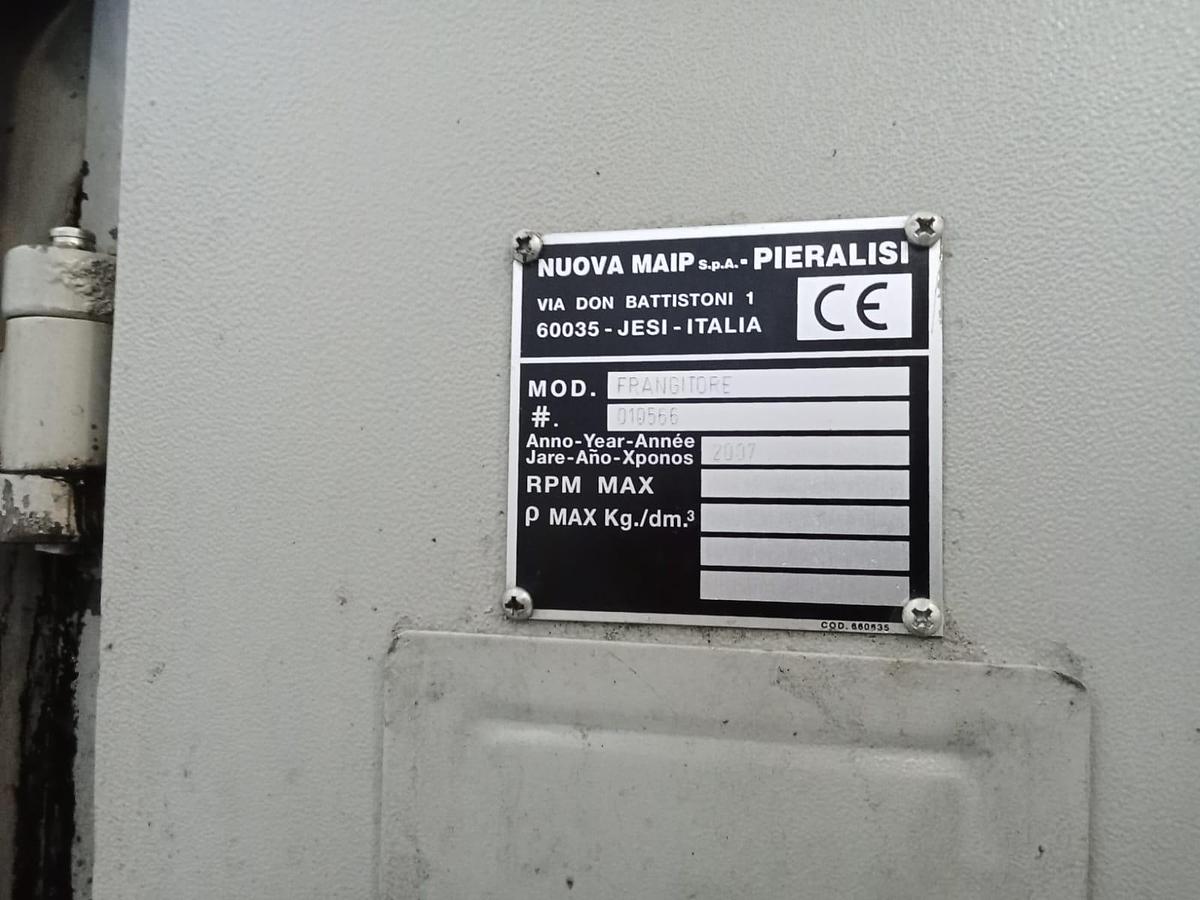 NUOVA MAIP S.p.A. - PIERALISI
VIA DON BATTISTONI 1
60035 - JESI - ITALIA
CE
MOD. FRANGITORE
#. 010566
Anno-Year-Année
Jare-Año-Xponos 2007
RPM MAX
ρ MAX Kg./dm.³
COD. 660635